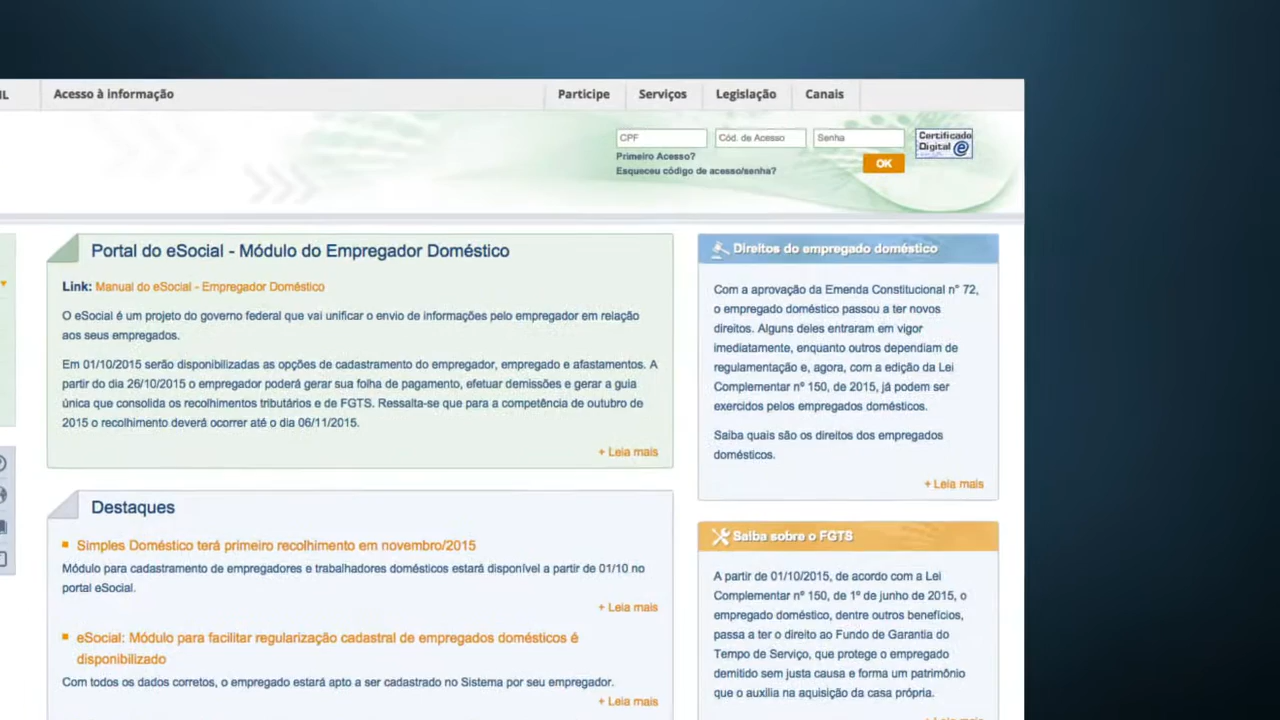 Acesso à informação
Participe
Serviços
Legislação
Canais
CPF
Cód. de Acesso
Senha
Certificado
Digital
Primeiro Acesso?
Esqueceu código de acesso/senha?
OK
Portal do eSocial - Módulo do Empregador Doméstico
Link: Manual do eSocial - Empregador Doméstico
O eSocial é um projeto do governo federal que vai unificar o envio de informações pelo empregador em relação
aos seus empregados.
Em 01/10/2015 serão disponibilizadas as opções de cadastramento do empregador, empregado e afastamentos. A
partir do dia 26/10/2015 o empregador poderá gerar sua folha de pagamento, efetuar demissões e gerar a guia
única que consolida os recolhimentos tributários e de FGTS. Ressalta-se que para a competência de outubro de
2015 o recolhimento deverá ocorrer até o dia 06/11/2015.
+ Leia mais
Destaques
Simples Doméstico terá primeiro recolhimento em novembro/2015
Módulo para cadastramento de empregadores e trabalhadores domésticos estará disponível a partir de 01/10 no
portal eSocial.
+ Leia mais
eSocial: Módulo para facilitar regularização cadastral de empregados domésticos é
disponibilizado
Com todos os dados corretos, o empregado estará apto a ser cadastrado no Sistema por seu empregador.
+ Leia mais
Direitos do empregado doméstico
Com a aprovação da Emenda Constitucional n° 72,
o empregado doméstico passou a ter novos
direitos. Alguns deles entraram em vigor
imediatamente, enquanto outros dependiam de
regulamentação e, agora, com a edição da Lei
Complementar nº 150, de 2015, já podem ser
exercidos pelos empregados domésticos.
Saiba quais são os direitos dos empregados
domésticos.
+ Leia mais
Saiba sobre o FGTS
A partir de 01/10/2015, de acordo com a Lei
Complementar nº 150, de 1º de junho de 2015, o
empregado doméstico, dentre outros benefícios,
passa a ter o direito ao Fundo de Garantia do
Tempo de Serviço, que protege o empregado
demitido sem justa causa e forma um patrimônio
que o auxilia na aquisição da casa própria.